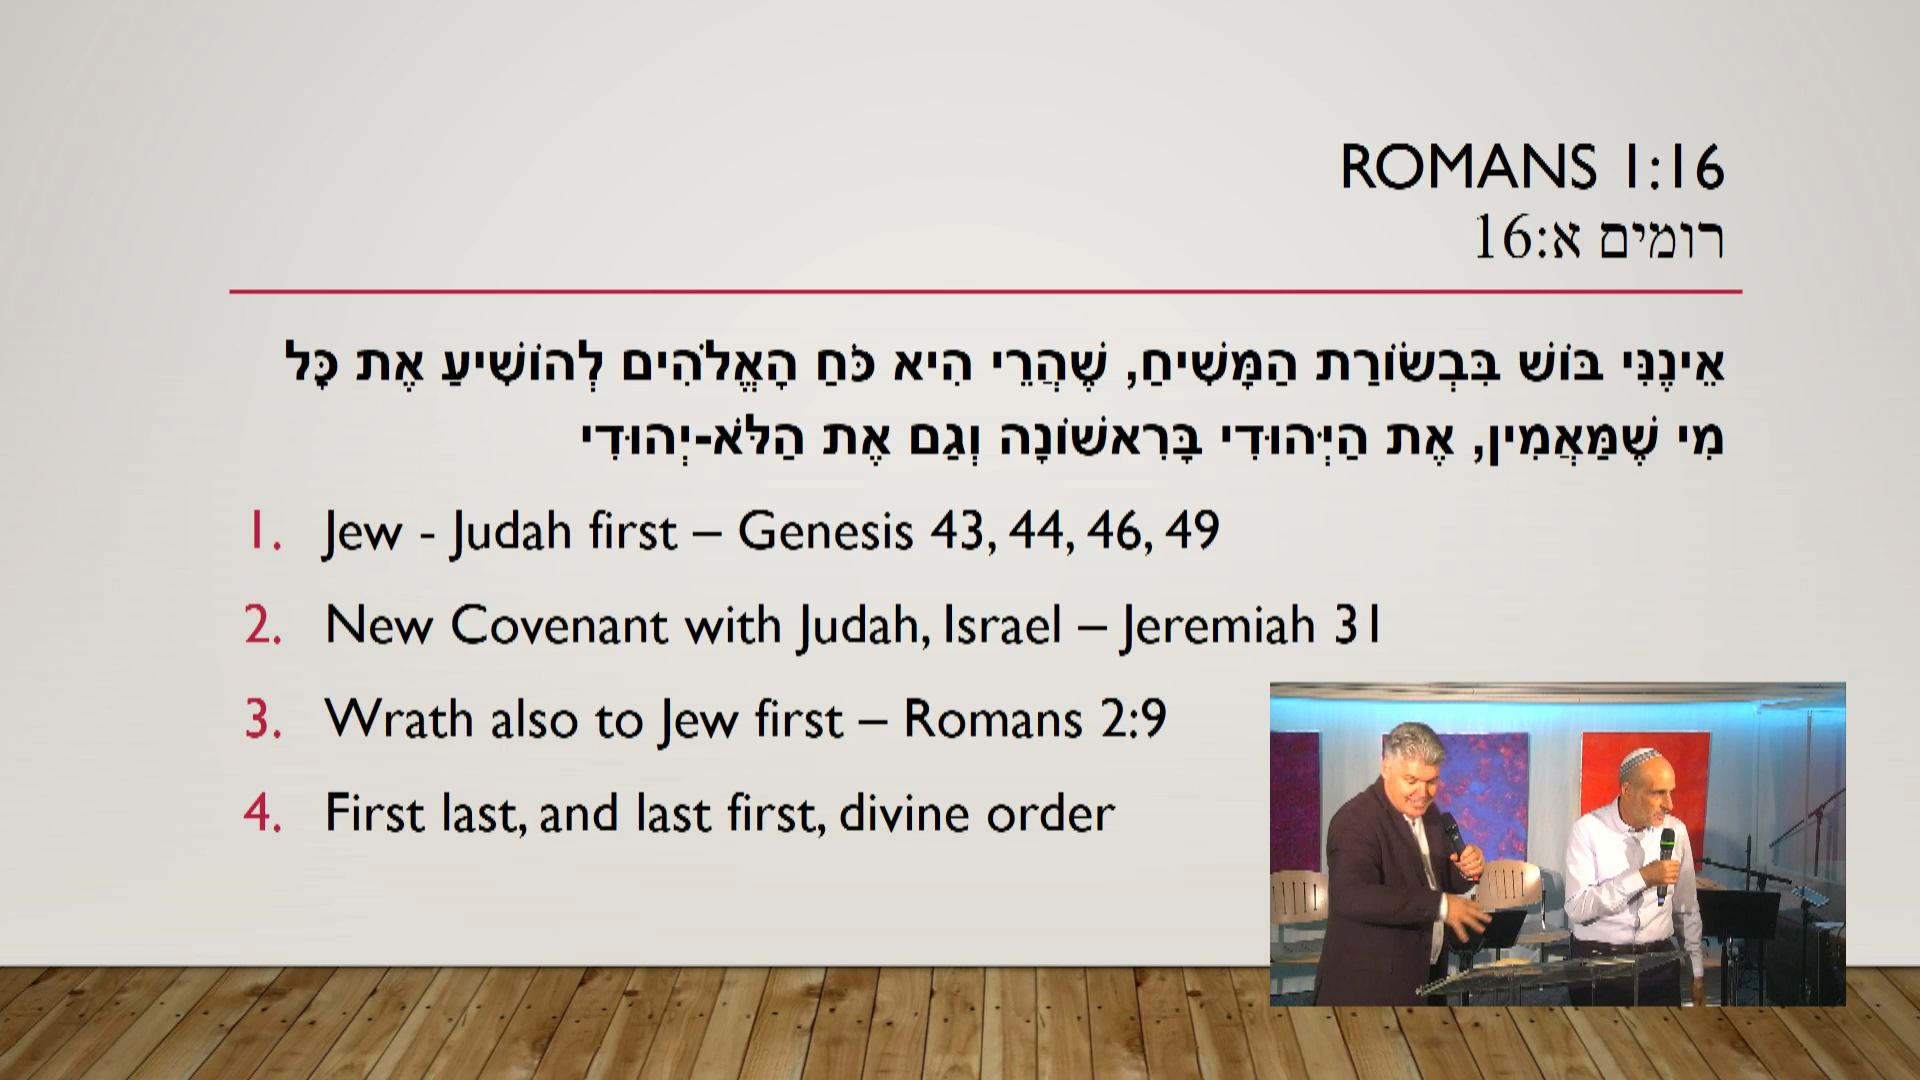 ROMANS 1:16
רומים א:16
אֵינֶנִּי בּוֹשׁ בִּבְשׂוֹרַת הַמָּשִׁיחַ, שֶׁהֲרֵי הִיא כֹּחַ הָאֱלֹהִים לְהוֹשִׁיעַ אֶת כָּל
מִי שֶׁמַּאֲמִין, אֶת הַיְּהוּדִי בָּרִאשׁוֹנָה וְגַם אֶת הַלֹּא-יְהוּדִי
1. Jew - Judah first – Genesis 43, 44, 46, 49
2. New Covenant with Judah, Israel – Jeremiah 31
3. Wrath also to Jew first – Romans 2:9
4. First last, and last first, divine order